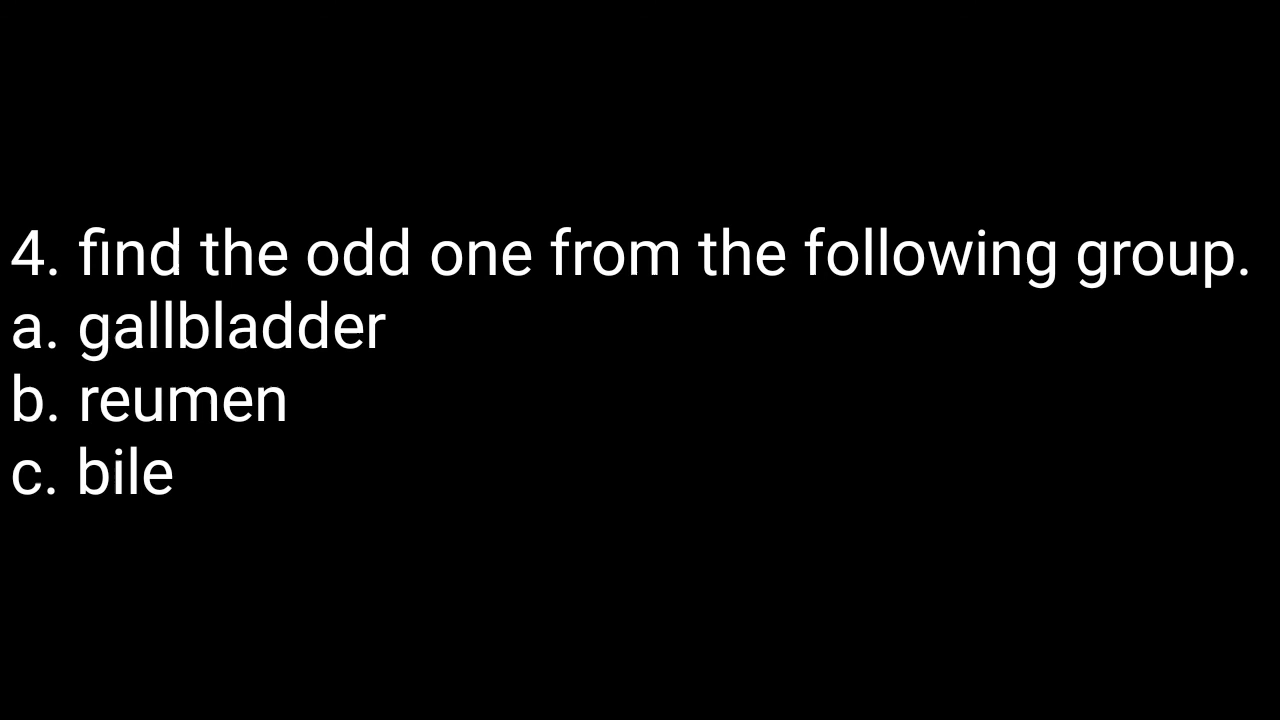 4. find the odd one from the following group.
a. gallbladder
b. reumen
c. bile